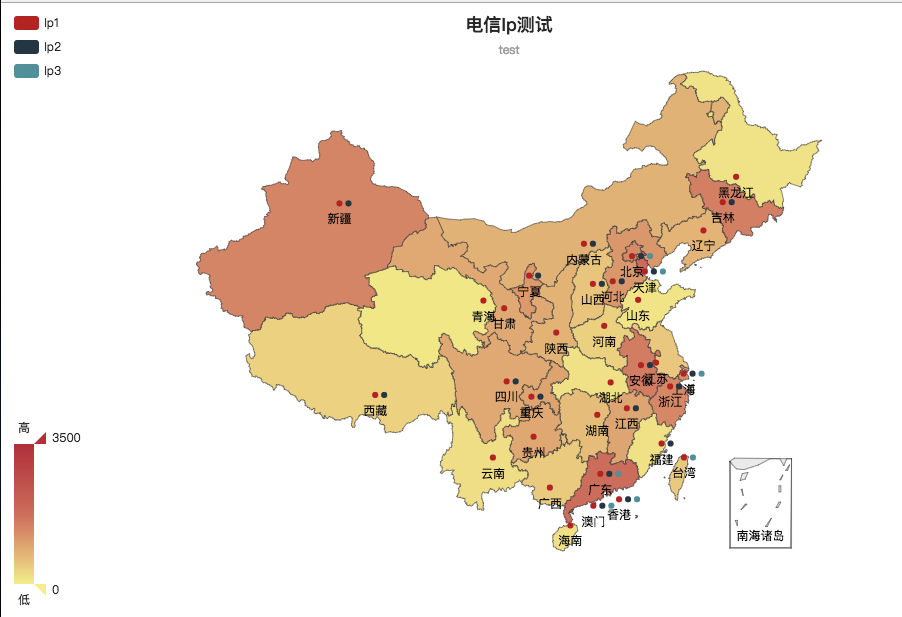 电信Ip测试
test
Ip1
Ip2
Ip3
黑龙江
吉林
新疆
辽宁
内蒙古
北京
天津
宁夏
山西
河北
青海
甘肃
山东
陕西
河南
安徽
江苏
上海
四川
湖北
浙江
西藏
重庆
江西
湖南
高
3500
贵州
福建
云南
台湾
广东
广西
香港
澳门
南海诸岛
海南
0
低